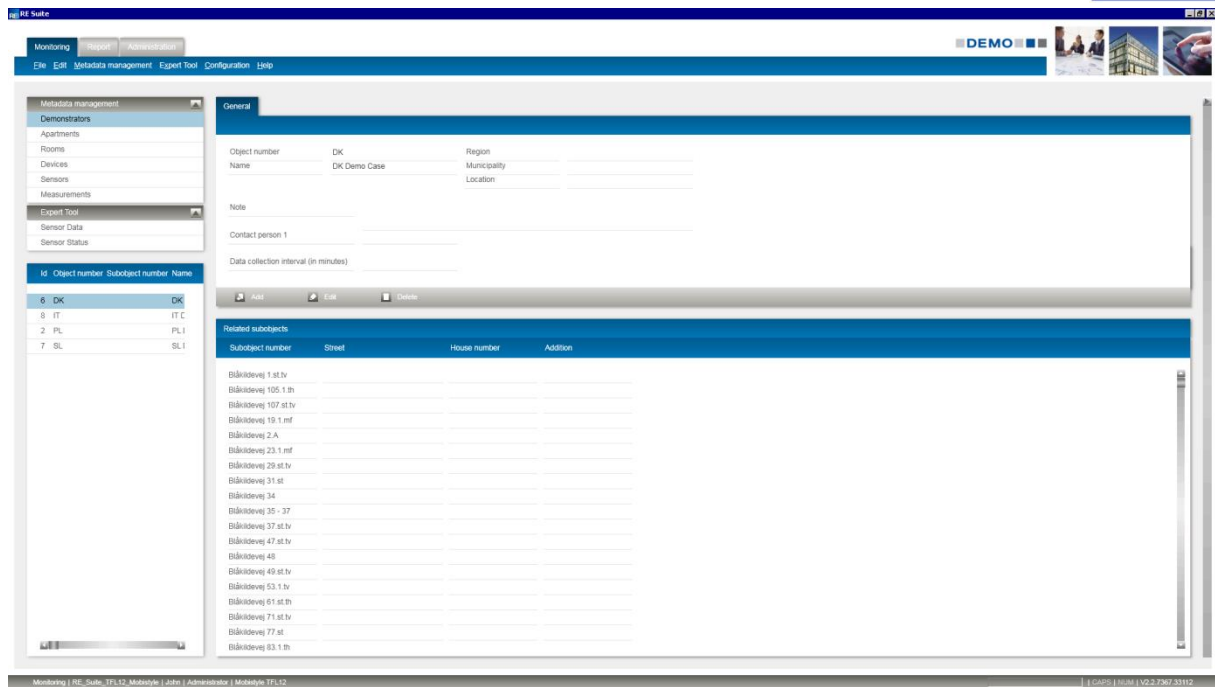 RE Suite
Monitoring Report Administration
DEMO
File Edit Metadata management Expert Tool Configuration Help
Metadata management
Demonstrators
Apartments
Rooms
Devices
Sensors
Measurements
Expert Tool
Sensor Data
Sensor Status
Id Object number Subobject number Name
6 DK DK
8 IT IT D
2 PL PL
7 SL SL
General
Object number DK Region
Name DK Demo Case Municipality
Location
Note
Contact person 1
Data collection interval (in minutes)
Add Edit Delete
Related subobjects
Subobject number Street House number Addition
Blåkildevej 1.st.tv
Blåkildevej 105.1.th
Blåkildevej 107.st.tv
Blåkildevej 19.1.mf
Blåkildevej 2.A
Blåkildevej 23.1.mf
Blåkildevej 29.st.tv
Blåkildevej 31.st
Blåkildevej 34
Blåkildevej 35 - 37
Blåkildevej 37.st.tv
Blåkildevej 47.st.tv
Blåkildevej 48
Blåkildevej 49.st.tv
Blåkildevej 53.1.tv
Blåkildevej 61.st.th
Blåkildevej 71.st.tv
Blåkildevej 77.st
Blåkildevej 83.1.th
Monitoring | RE_Suite_TFL12_Mobistyle | John | Administrator | Mobistyle TFL12 | CAPS | NUM | V2.2.7367.33112